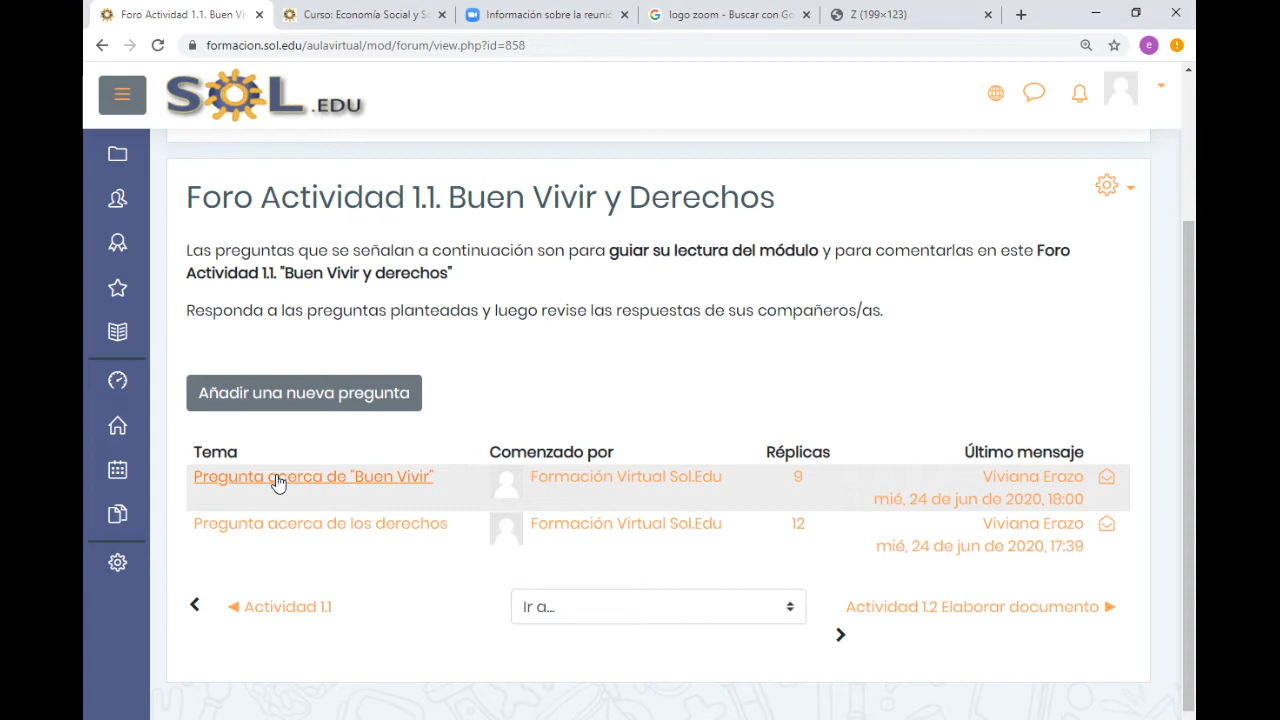 Foro Actividad 1.1. Buen Vivir y D
Curso: Economía Social y So
Información sobre la reunió
logo zoom - Buscar con Go
Z (199×123)
formacion.sol.edu/aulavirtual/mod/forum/view.php?id=858
e
SOL.EDU
Foro Actividad 1.1. Buen Vivir y Derechos
Las preguntas que se señalan a continuación son para guiar su lectura del módulo y para comentarlas en este Foro
Actividad 1.1. "Buen Vivir y derechos"
Responda a las preguntas planteadas y luego revise las respuestas de sus compañeros/as.
Añadir una nueva pregunta
Tema Comenzado por Réplicas Último mensaje
Pregunta acerca de "Buen Vivir" Formación Virtual Sol.Edu 9 Viviana Erazo
mié, 24 de jun de 2020, 18:00
Pregunta acerca de los derechos Formación Virtual Sol.Edu 12 Viviana Erazo
mié, 24 de jun de 2020, 17:39
◀ Actividad 1.1 Ir a... Actividad 1.2 Elaborar documento ▶